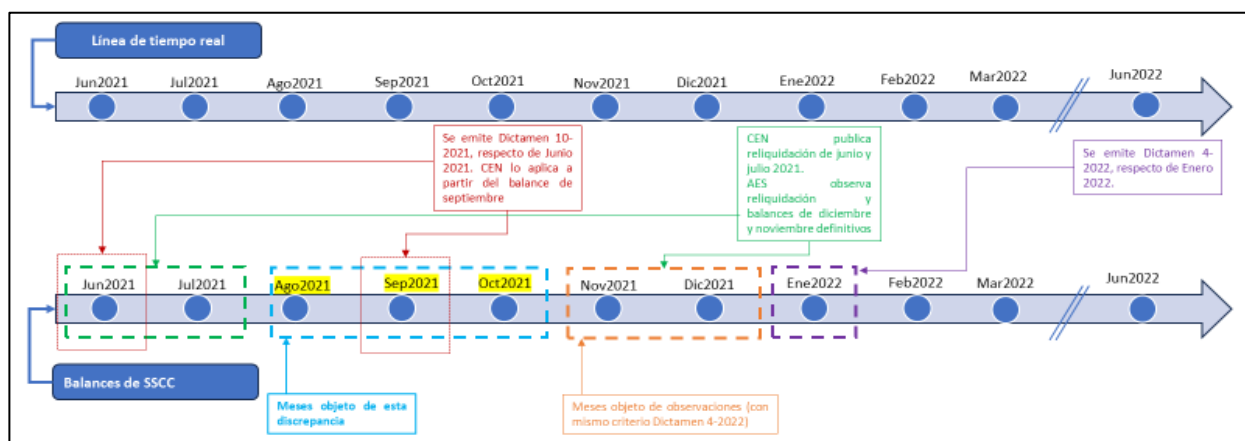 Línea de tiempo real
Jun2021 Jul2021 Ago2021 Sep2021 Oct2021 Nov2021 Dic2021 Ene2022 Feb2022 Mar2022 Jun2022
Se emite Dictamen 10-
2021, respecto de Junio
2021. CEN lo aplica a
partir del balance de
septiembre
CEN publica
reliquidación de junio y
julio 2021.
AES observa
reliquidación y
balances de diciembre
y noviembre definitivos
Se emite Dictamen 4-
2022, respecto de Enero
2022.
Jun2021 Jul2021 Ago2021 Sep2021 Oct2021 Nov2021 Dic2021 Ene2022 Feb2022 Mar2022 Jun2022
Balances de SSCC
Meses objeto de esta
discrepancia
Meses objeto de observaciones (con
mismo criterio Dictamen 4-2022)